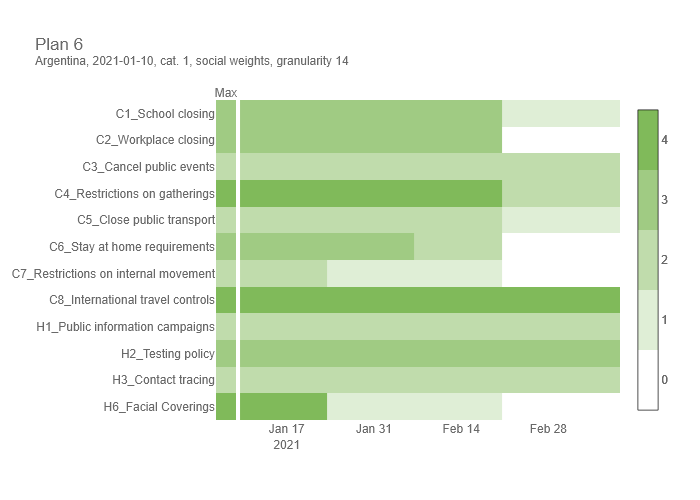 Plan 6
Argentina, 2021-01-10, cat. 1, social weights, granularity 14
Max
C1_School closing
C2_Workplace closing
C3_Cancel public events
C4_Restrictions on gatherings
C5_Close public transport
C6_Stay at home requirements
C7_Restrictions on internal movement
C8_International travel controls
H1_Public information campaigns
H2_Testing policy
H3_Contact tracing
H6_Facial Coverings
Jan 17 Jan 31 Feb 14 Feb 28
2021
4
3
2
1
0